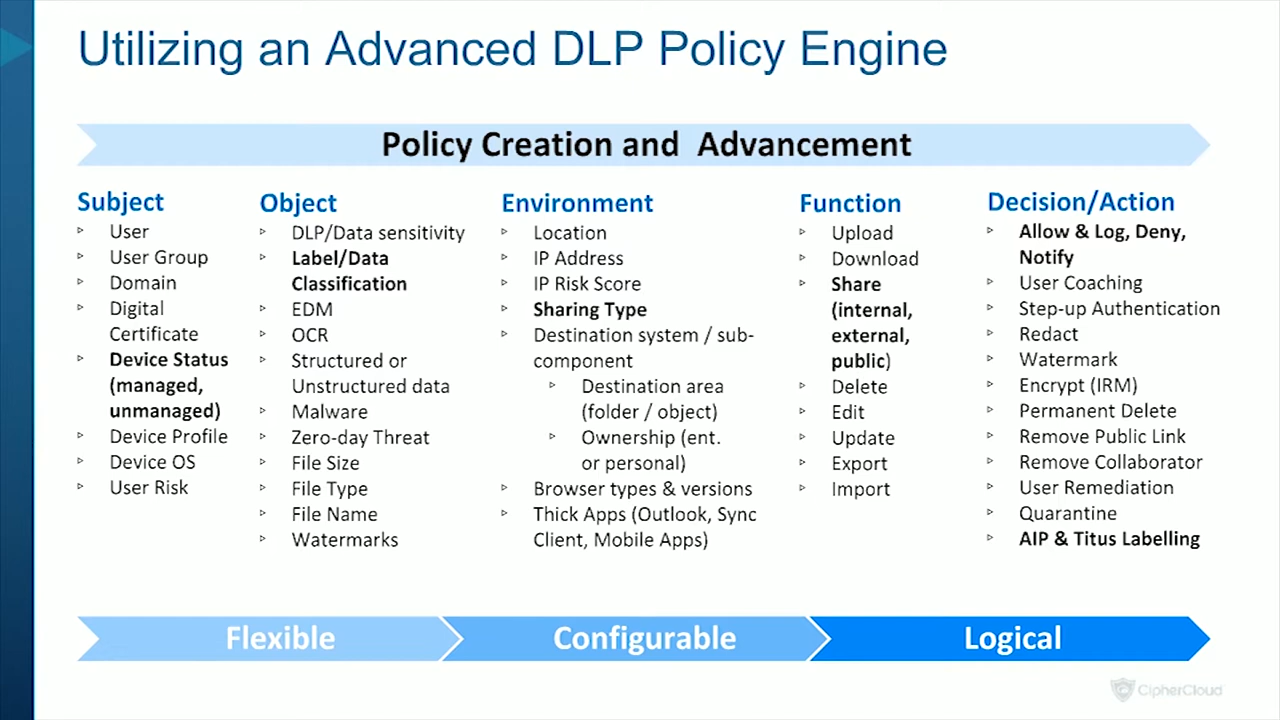 Utilizing an Advanced DLP Policy Engine
Policy Creation and Advancement
Subject
User
User Group
Domain
Digital
Certificate
Device Status
(managed,
unmanaged)
Device Profile
Device OS
User Risk
Object
DLP/Data sensitivity
Label/Data
Classification
EDM
OCR
Structured or
Unstructured data
Malware
Zero-day Threat
File Size
File Type
File Name
Watermarks
Environment
Location
IP Address
IP Risk Score
Sharing Type
Destination system / sub-
component
Destination area
(folder / object)
Ownership (ent.
or personal)
Browser types & versions
Thick Apps (Outlook, Sync
Client, Mobile Apps)
Function
Upload
Download
Share
(internal,
external,
public)
Delete
Edit
Update
Export
Import
Decision/Action
Allow & Log, Deny,
Notify
User Coaching
Step-up Authentication
Redact
Watermark
Encrypt (IRM)
Permanent Delete
Remove Public Link
Remove Collaborator
User Remediation
Quarantine
AIP & Titus Labelling
Flexible
Configurable
Logical
CipherCloud